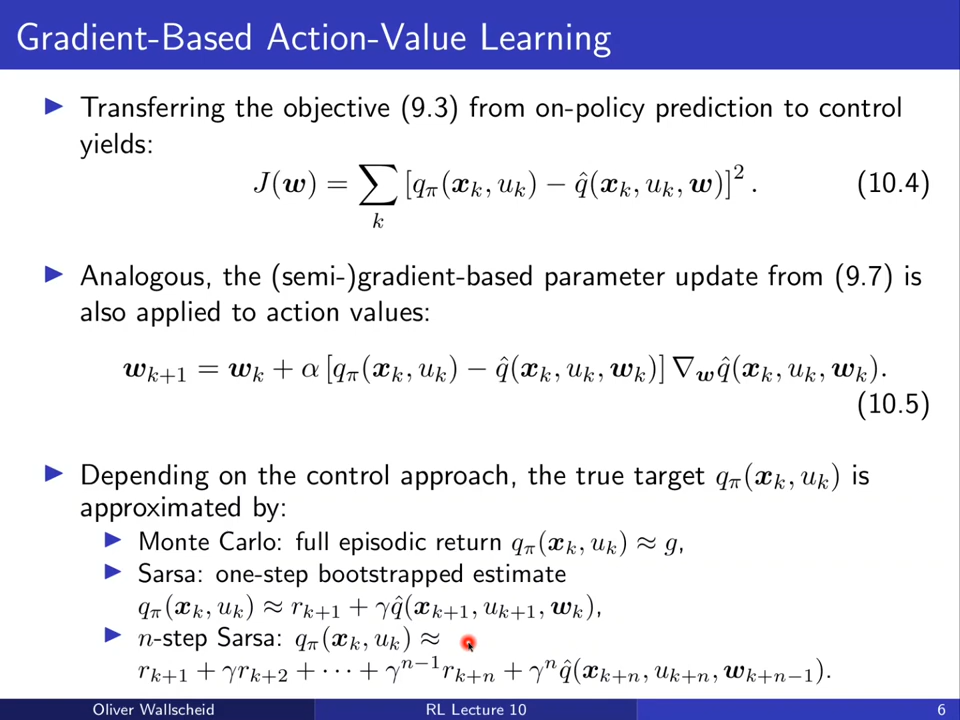 Gradient-Based Action-Value Learning
▶ Transferring the objective (9.3) from on-policy prediction to control
yields:
J(w) = ∑_k [q_π(x_k, u_k) − q̂(x_k, u_k, w)]². (10.4)
▶ Analogous, the (semi-)gradient-based parameter update from (9.7) is
also applied to action values:
w_{k+1} = w_k + α [q_π(x_k, u_k) − q̂(x_k, u_k, w_k)] ∇_w q̂(x_k, u_k, w_k).
(10.5)
▶ Depending on the control approach, the true target q_π(x_k, u_k) is
approximated by:
▶ Monte Carlo: full episodic return q_π(x_k, u_k) ≈ g,
▶ Sarsa: one-step bootstrapped estimate
q_π(x_k, u_k) ≈ r_{k+1} + γq̂(x_{k+1}, u_{k+1}, w_k),
▶ n-step Sarsa: q_π(x_k, u_k) ≈
r_{k+1} + γr_{k+2} + ⋯ + γ^{n−1}r_{k+n} + γ^n q̂(x_{k+n}, u_{k+n}, w_{k+n−1}).
Oliver Wallscheid RL Lecture 10 6